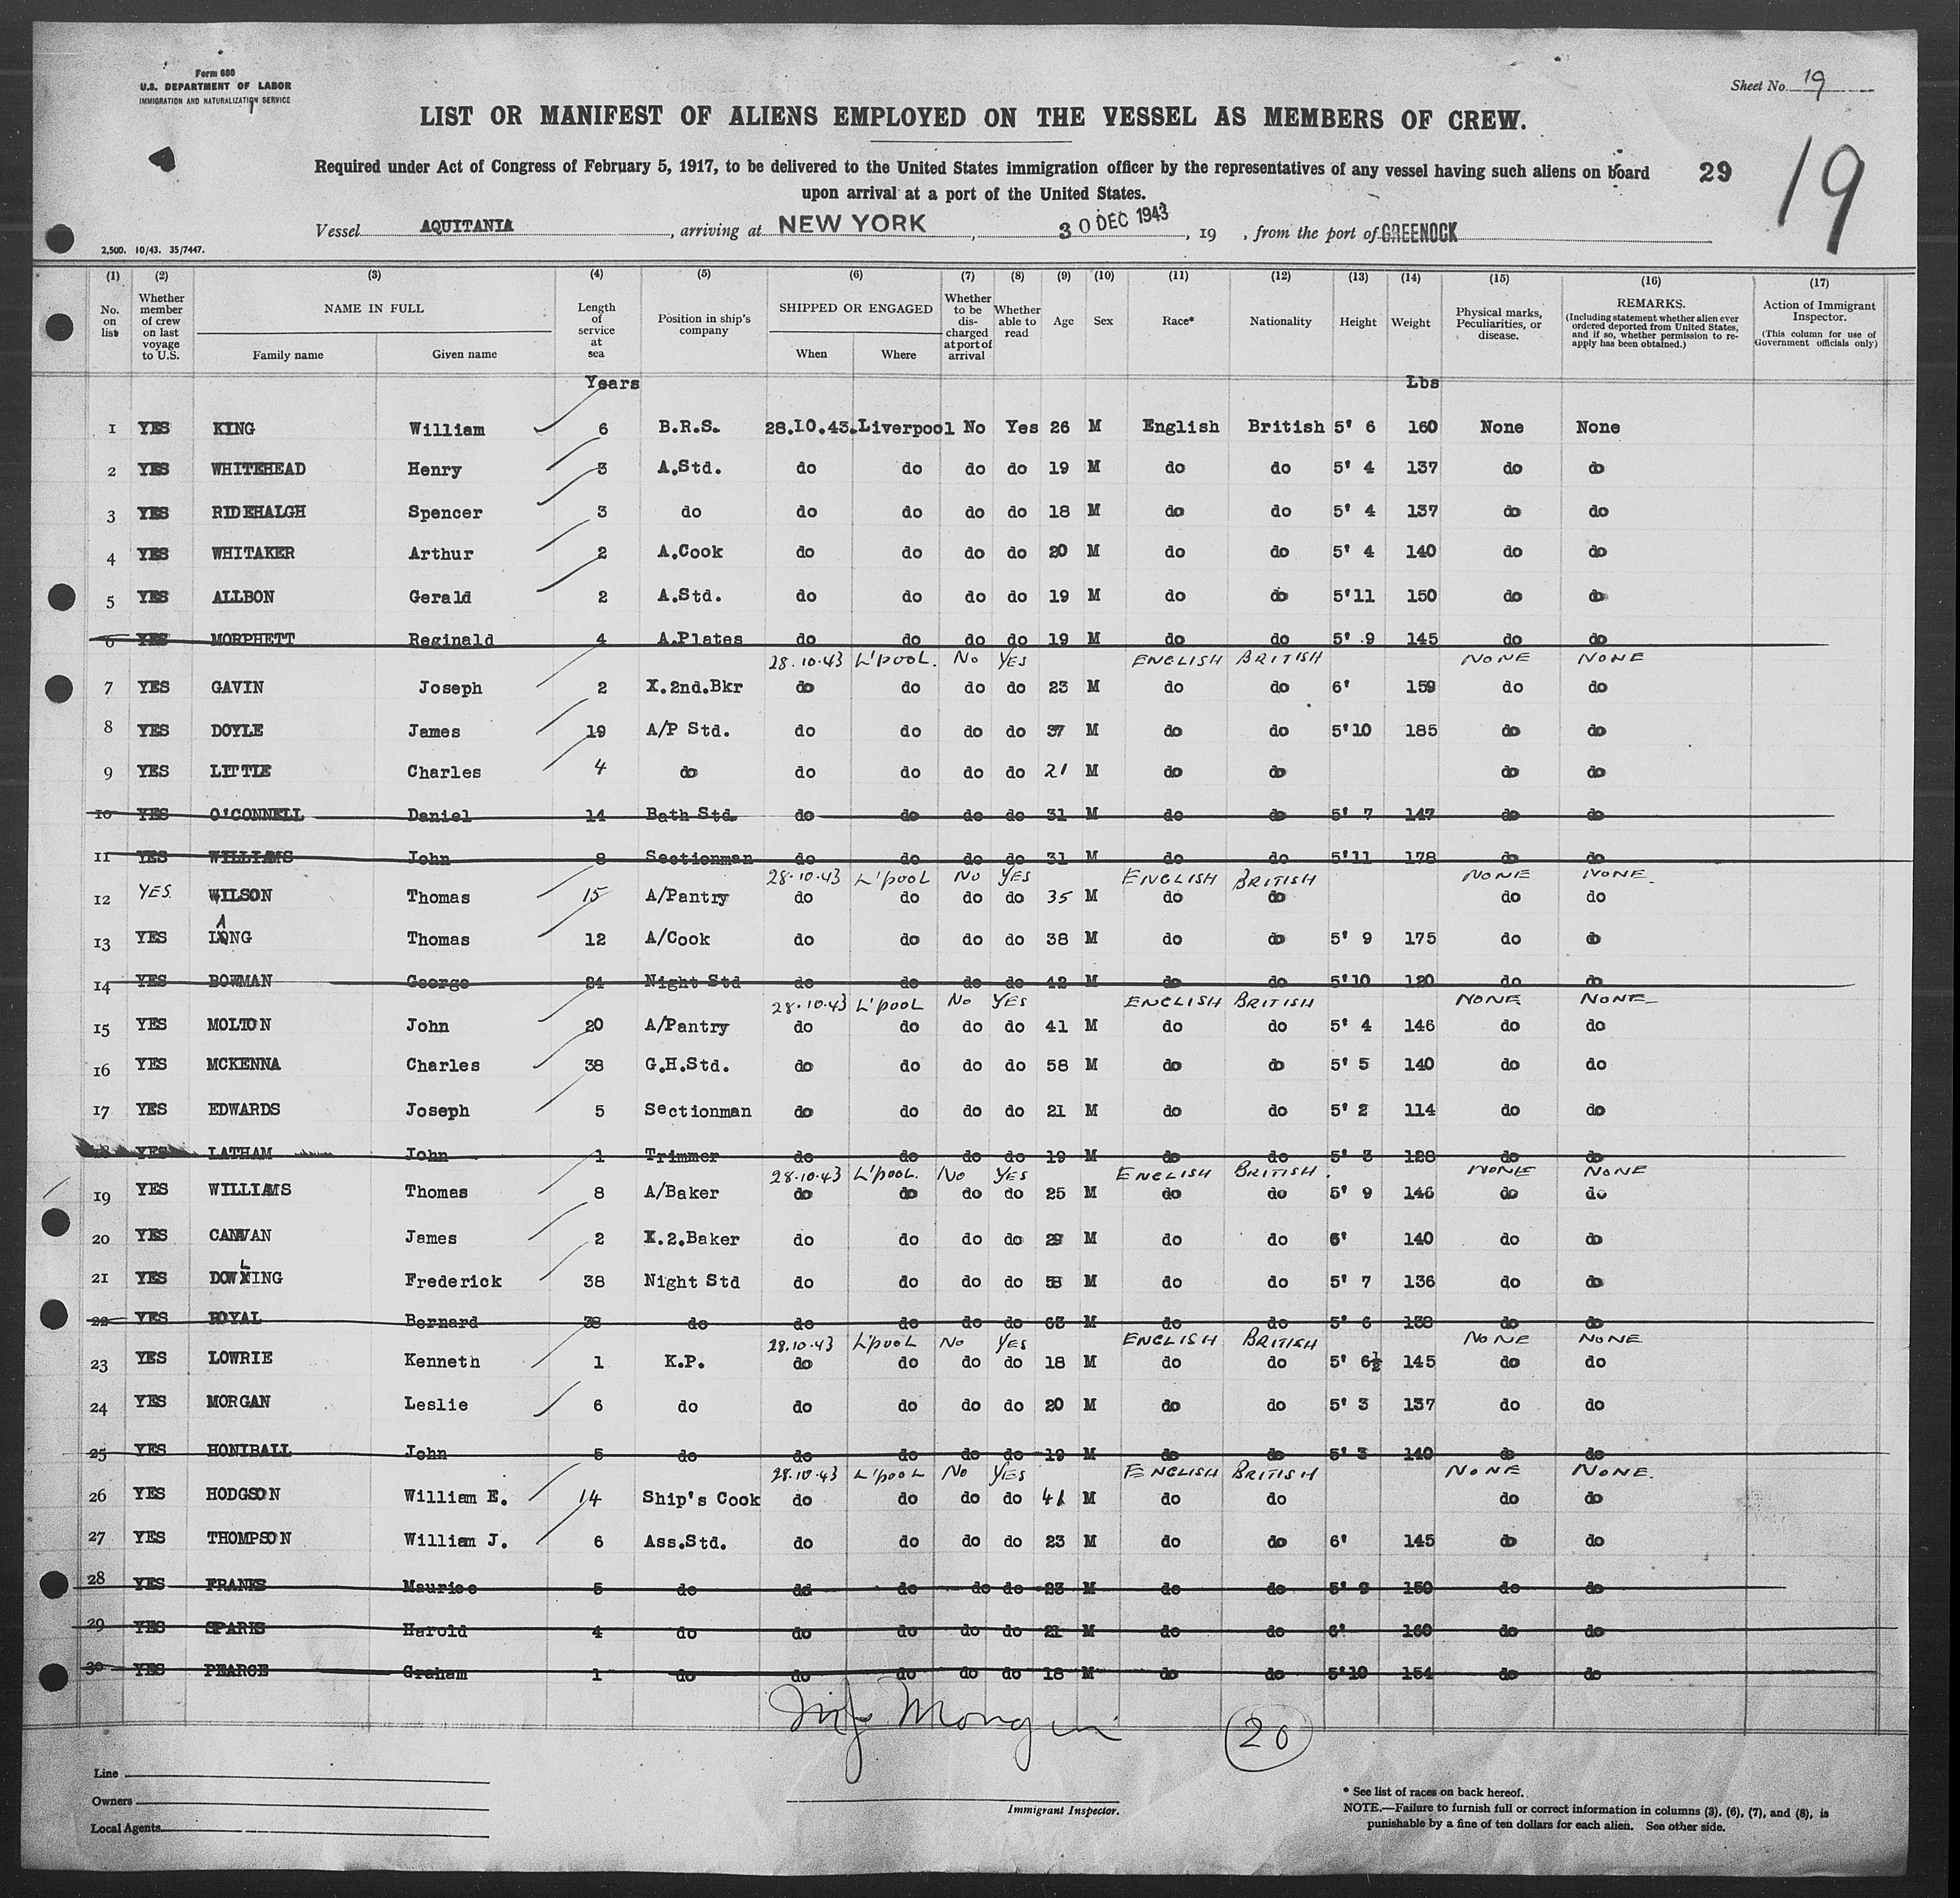 Form 680
U.S. DEPARTMENT OF LABOR
IMMIGRATION AND NATURALIZATION SERVICE
Sheet No. 19
LIST OR MANIFEST OF ALIENS EMPLOYED ON THE VESSEL AS MEMBERS OF CREW.
Required under Act of Congress of February 5, 1917, to be delivered to the United States immigration officer by the representatives of any vessel having such aliens on board
upon arrival at a port of the United States.
29
19
Vessel AQUITANIA, arriving at NEW YORK, 30 DEC 1943, 19 , from the port of GREENOCK
2,500. 10/43. 35/7447.
(1) (2) (3) (4) (5) (6) (7) (8) (9) (10) (11) (12) (13) (14) (15) (16) (17)
No. on list
Whether member of crew on last voyage to U.S.
NAME IN FULL
Family name
Given name
Length of service at sea
Position in ship's company
SHIPPED OR ENGAGED
When
Where
Whether to be discharged at port of arrival
Whether able to read
Age
Sex
Race*
Nationality
Height
Weight
Physical marks, Peculiarities, or disease.
REMARKS.
(Including statement whether alien ever ordered deported from United States, and if so, whether permission to re-apply has been obtained.)
Action of Immigrant Inspector.
(This column for use of Government officials only)
Years Lbs
1 YES KING William 6 B.R.S. 28.10.43. Liverpool No Yes 26 M English British 5' 6 160 None None
2 YES WHITEHEAD Henry 3 A.Std. do do do do 19 M do do 5' 4 137 do do
3 YES RIDEHALGH Spencer 3 do do do do do 18 M do do 5' 4 137 do do
4 YES WHITAKER Arthur 2 A.Cook do do do do 20 M do do 5' 4 140 do do
5 YES ALLBON Gerald 2 A.Std. do do do do 19 M do do 5'11 150 do do
6 YES MORPHETT Reginald 4 A.Plates do do do do 19 M do do 5' 9 145 do do
28.10.43 L'pool. No YES ENGLISH BRITISH NONE NONE
7 YES GAVIN Joseph 2 X.2nd.Bkr do do do do 23 M do do 6' 159 do do
8 YES DOYLE James 19 A/P Std. do do do do 37 M do do 5'10 185 do do
9 YES LITTLE Charles 4 do do do do do 21 M do do do do
10 YES O'CONNELL Daniel 14 Bath Std. do do do do 31 M do do 5' 7 147 do do
11 YES WILLIAMS John 8 Sectionman do do do do 31 M do do 5'11 178 do do
28.10.43 L'pool No YES ENGLISH BRITISH NONE NONE.
12 YES. WILSON Thomas 15 A/Pantry do do do do 35 M do do do do
A
13 YES LONG Thomas 12 A/Cook do do do do 38 M do do 5' 9 175 do do
14 YES BOWMAN George 24 Night Std do do do do 42 M do do 5'10 120 do do
28.10.43 L'pool No YES ENGLISH BRITISH NONE NONE
15 YES MOLTON John 20 A/Pantry do do do do 41 M do do 5' 4 146 do do
16 YES MCKENNA Charles 38 G.H.Std. do do do do 58 M do do 5' 5 140 do do
17 YES EDWARDS Joseph 5 Sectionman do do do do 21 M do do 5' 2 114 do do
18 YES LATHAM John 1 Trimmer do do do do 19 M do do 5' 3 128 do do
28.10.43 L'pool. No YES ENGLISH BRITISH. NONE NONE
19 YES WILLIAMS Thomas 8 A/Baker do do do do 25 M do do 5' 9 146 do do
20 YES CANVAN James 2 X.2.Baker do do do do 29 M do do 6' 140 do do
L
21 YES DOWNING Frederick 38 Night Std do do do do 58 M do do 5' 7 136 do do
22 YES ROYAL Bernard 38 do do do do do 63 M do do 5' 6 138 do do
28.10.43 L'pool No YES ENGLISH BRITISH NONE NONE
23 YES LOWRIE Kenneth 1 K.P. do do do do 18 M do do 5' 6½ 145 do do
24 YES MORGAN Leslie 6 do do do do do 20 M do do 5' 3 137 do do
25 YES HONIBALL John 5 do do do do do 19 M do do 5' 3 140 do do
28.10.43 L'pool No YES ENGLISH BRITISH NONE NONE.
26 YES HODGSON William E. 14 Ship's Cook do do do do 41 M do do do do
27 YES THOMPSON William J. 6 Ass.Std. do do do do 23 M do do 6' 145 do do
28 YES FRANKS Maurice 5 do dd do do do 23 M do do 5' 9 150 do do
29 YES SPARKS Harold 4 do do do do do 21 M do do 6' 160 do do
30 YES PEARCE Graham 1 do do do do do 18 M do do 5'10 154 do do
20
Line
Owners
Local Agents
Immigrant Inspector.
* See list of races on back hereof.
NOTE.—Failure to furnish full or correct information in columns (3), (6), (7), and (8), is
punishable by a fine of ten dollars for each alien. See other side.